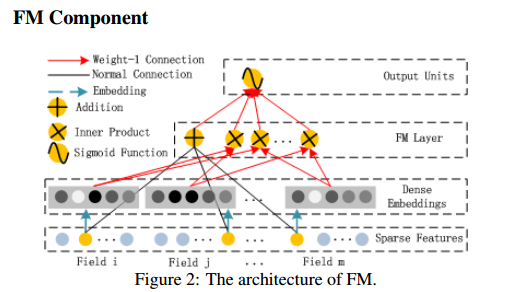 FM Component
Weight-1 Connection
Normal Connection
Embedding
Addition
Inner Product
Sigmoid Function
Output Units
...
FM Layer
Dense
Embeddings
...
... ... ... ... Sparse Features
Field i Field j ... Field m
Figure 2: The architecture of FM.